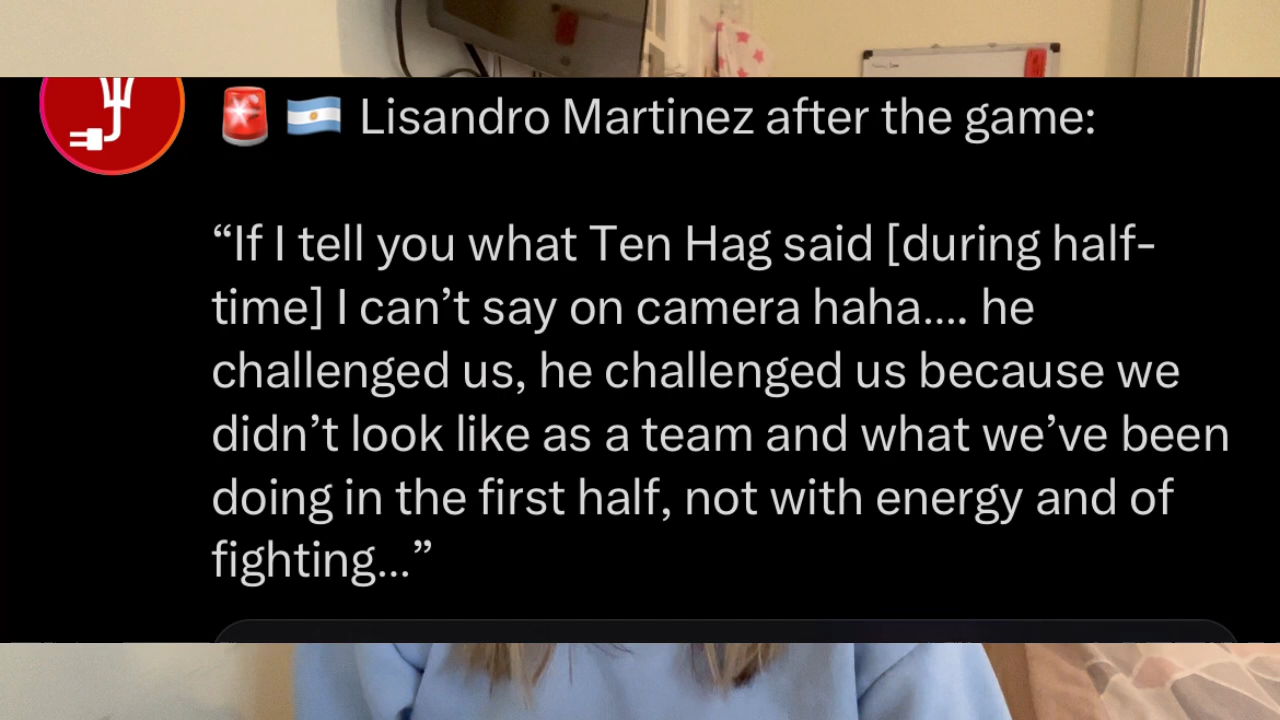 🚨 🇦🇷 Lisandro Martinez after the game:
“If I tell you what Ten Hag said [during half-
time] I can’t say on camera haha.... he
challenged us, he challenged us because we
didn’t look like as a team and what we’ve been
doing in the first half, not with energy and of
fighting...”